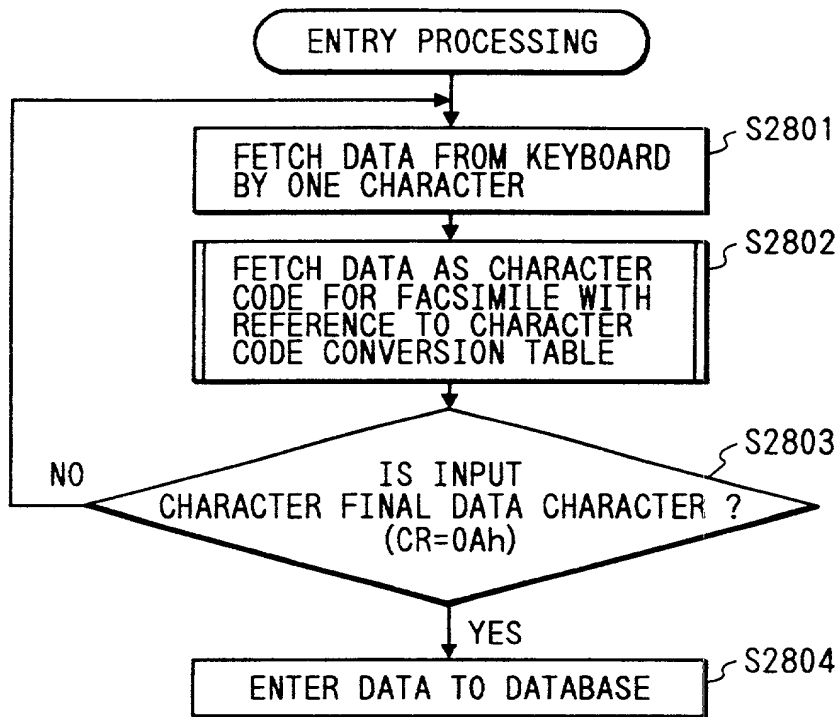 ENTRY PROCESSING
S2801
FETCH DATA FROM KEYBOARD
BY ONE CHARACTER
S2802
FETCH DATA AS CHARACTER
CODE FOR FACSIMILE WITH
REFERENCE TO CHARACTER
CODE CONVERSION TABLE
S2803
NO
IS INPUT
CHARACTER FINAL DATA CHARACTER ?
(CR=0Ah)
YES
S2804
ENTER DATA TO DATABASE